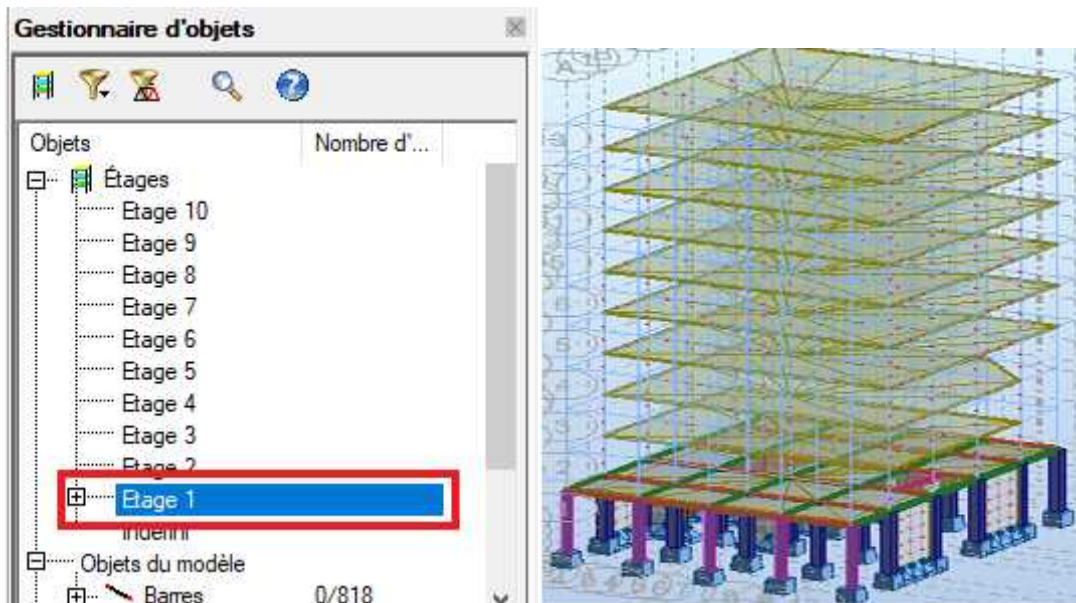 Gestionnaire d'objets
Objets Nombre d'...
Étages
Etage 10
Etage 9
Etage 8
Etage 7
Etage 6
Etage 5
Etage 4
Etage 3
Etage 2
Etage 1
Indéfini
Objets du modèle
Barres 0/818